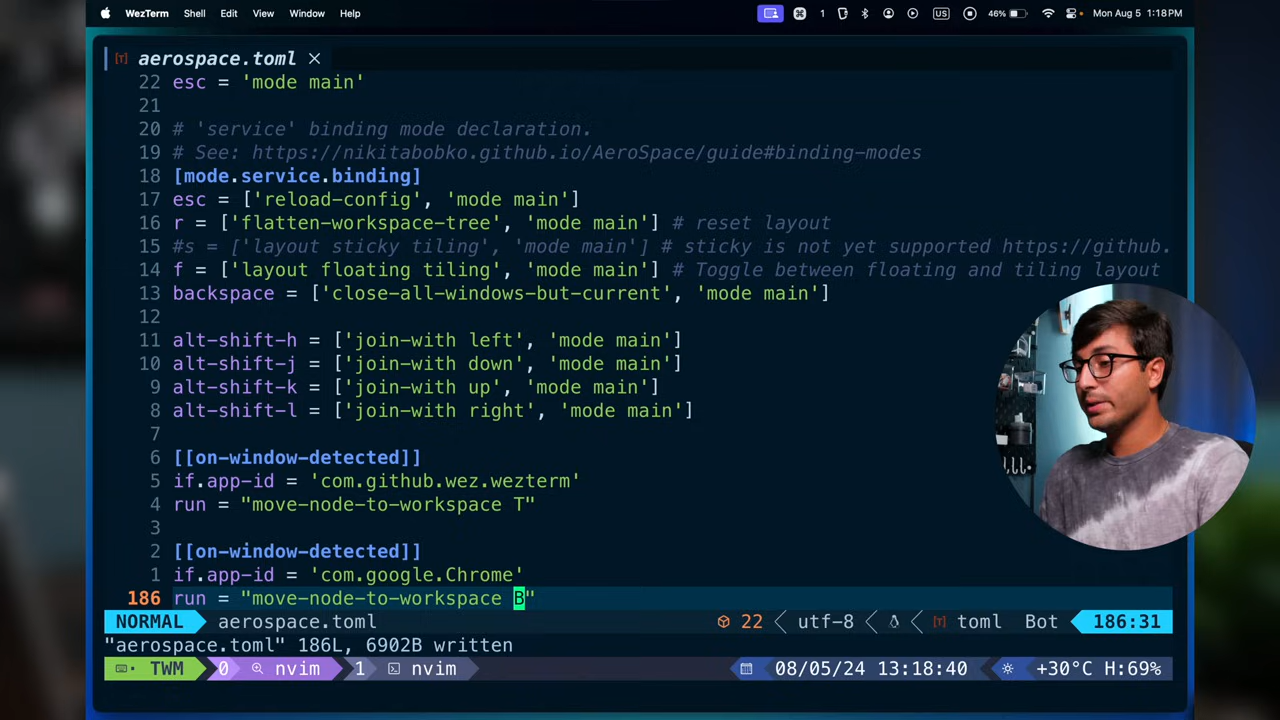 WezTerm Shell Edit View Window Help 1 US 46% Mon Aug 5 1:18 PM
aerospace.toml
22 esc = 'mode main'
21
20 # 'service' binding mode declaration.
19 # See: https://nikitabobko.github.io/AeroSpace/guide#binding-modes
18 [mode.service.binding]
17 esc = ['reload-config', 'mode main']
16 r = ['flatten-workspace-tree', 'mode main'] # reset layout
15 #s = ['layout sticky tiling', 'mode main'] # sticky is not yet supported https://github.
14 f = ['layout floating tiling', 'mode main'] # Toggle between floating and tiling layout
13 backspace = ['close-all-windows-but-current', 'mode main']
12
11 alt-shift-h = ['join-with left', 'mode main']
10 alt-shift-j = ['join-with down', 'mode main']
9 alt-shift-k = ['join-with up', 'mode main']
8 alt-shift-l = ['join-with right', 'mode main']
7
6 [[on-window-detected]]
5 if.app-id = 'com.github.wez.wezterm'
4 run = "move-node-to-workspace T"
3
2 [[on-window-detected]]
1 if.app-id = 'com.google.Chrome'
186 run = "move-node-to-workspace B"
NORMAL aerospace.toml 22 utf-8 toml Bot 186:31
"aerospace.toml" 186L, 6902B written
TWM 0 nvim 1 nvim 08/05/24 13:18:40 +30°C H:69%